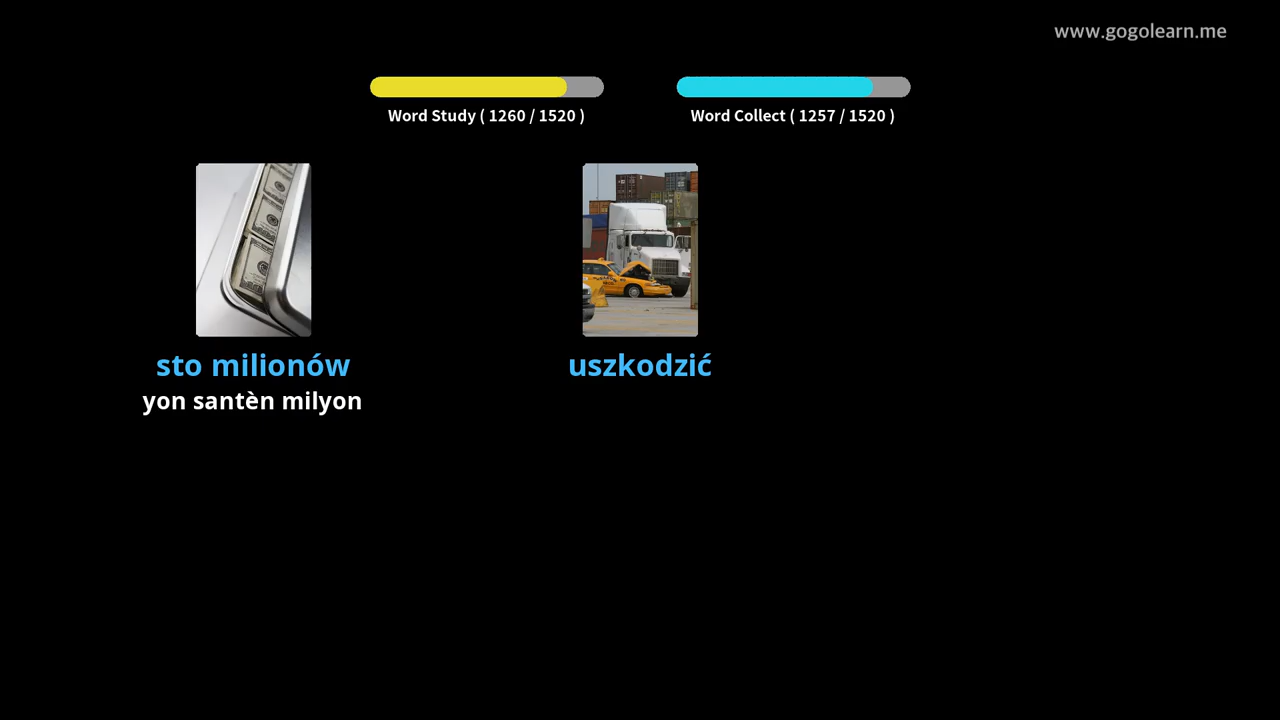 www.gogolearn.me
Word Study ( 1260 / 1520 )
Word Collect ( 1257 / 1520 )
sto milionów
yon santèn milyon
uszkodzić